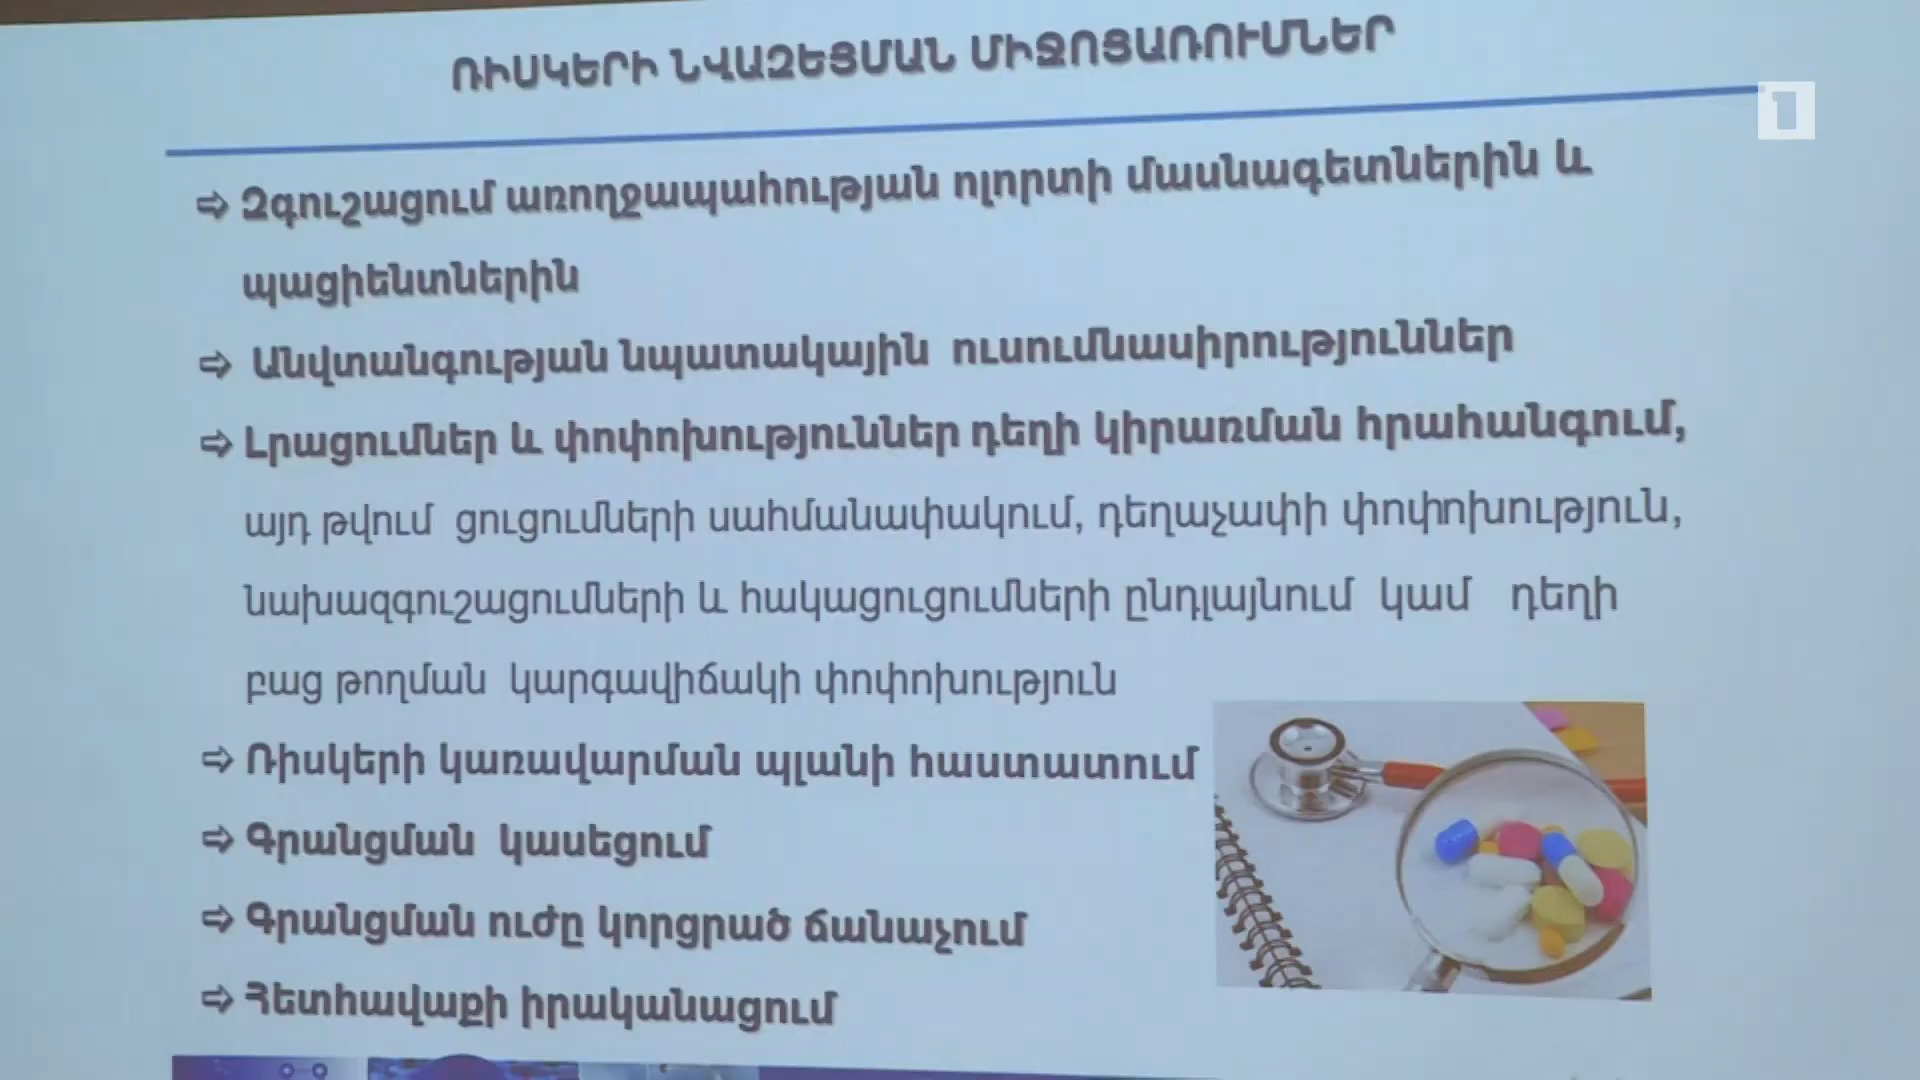 ՌԻՍԿԵՐԻ ՆՎԱԶԵՑՄԱՆ ՄԻՋՈՑԱՌՈՒՄՆԵՐ
1
⇨ Զգուշացում առողջապահության ոլորտի մասնագետներին և
պացիենտներին
⇨ Անվտանգության նպատակային ուսումնասիրություններ
⇨ Լրացումներ և փոփոխություններ դեղի կիրառման հրահանգում,
այդ թվում ցուցումների սահմանափակում, դեղաչափի փոփոխություն,
նախազգուշացումների և հակացուցումների ընդլայնում կամ դեղի
բաց թողման կարգավիճակի փոփոխություն
⇨ Ռիսկերի կառավարման պլանի հաստատում
⇨ Գրանցման կասեցում
⇨ Գրանցման ուժը կորցրած ճանաչում
⇨ Հետհավաքի իրականացում